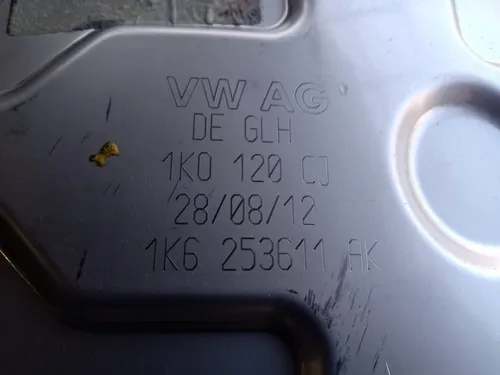 VW AG
DE GLH
1K0 120 CJ
28/08/12
1K6 253611 AK